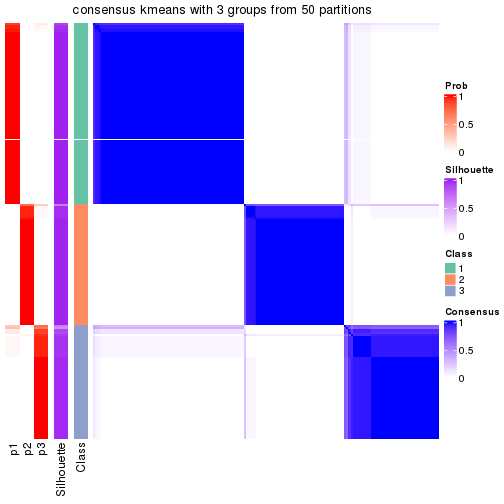 consensus kmeans with 3 groups from 50 partitions
Prob
1
0.5
0
Silhouette
1
0.5
0
Class
1
2
3
Consensus
1
0.5
0
p1
p2
p3
Silhouette
Class